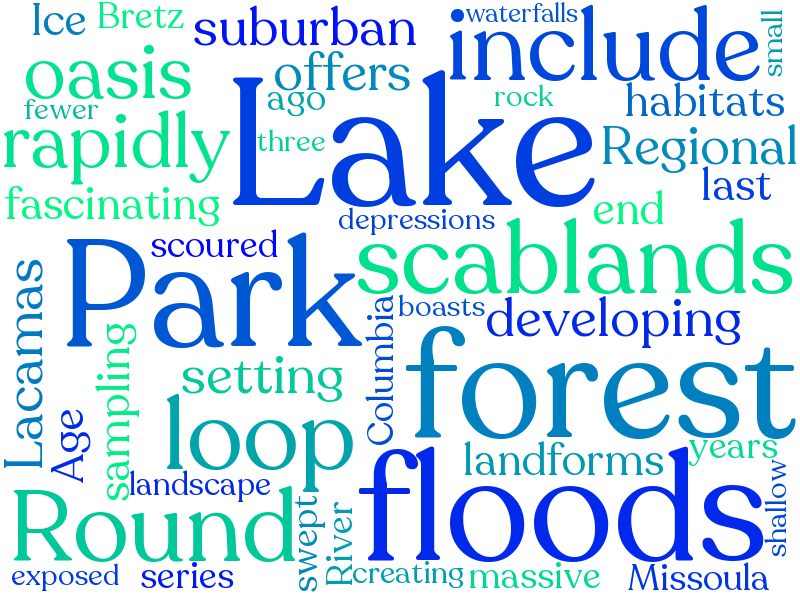 Ice
Bretz
suburban
waterfalls
include
small
oasis
offers
fewer
ago
Lake
rock
habitats
rapidly
three
Regional
fascinating
last
depressions
end
scoured
Park
scablands
Lacamas
sampling
Columbia
boasts
developing
setting
forest
loop
Age
landforms
years
landscape
floods
shallow
Round
swept
River
exposed
series
creating
massive
Missoula